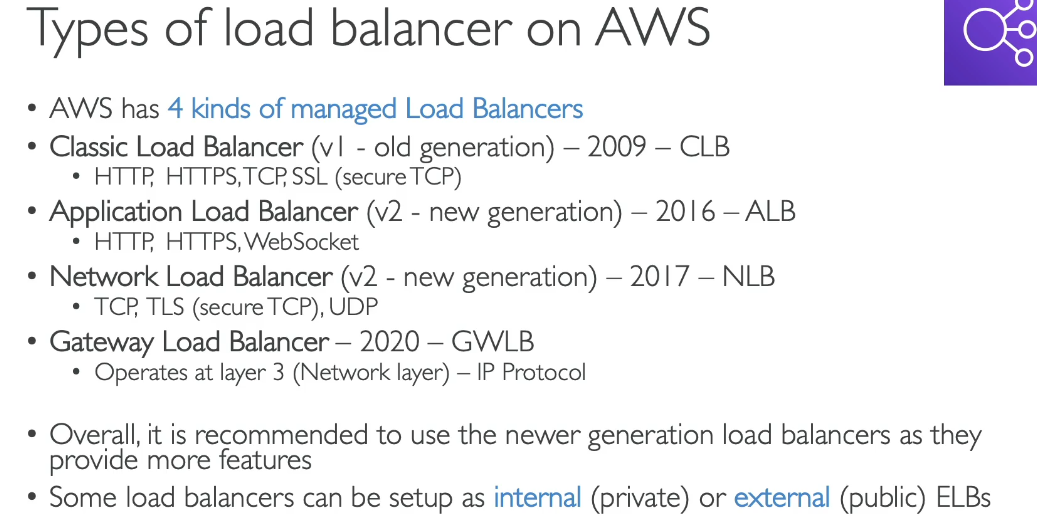 Types of load balancer on AWS
• AWS has 4 kinds of managed Load Balancers
• Classic Load Balancer (v1 - old generation) – 2009 – CLB
• HTTP, HTTPS, TCP, SSL (secure TCP)
• Application Load Balancer (v2 - new generation) – 2016 – ALB
• HTTP, HTTPS, WebSocket
• Network Load Balancer (v2 - new generation) – 2017 – NLB
• TCP, TLS (secure TCP), UDP
• Gateway Load Balancer – 2020 – GWLB
• Operates at layer 3 (Network layer) – IP Protocol
• Overall, it is recommended to use the newer generation load balancers as they
provide more features
• Some load balancers can be setup as internal (private) or external (public) ELBs